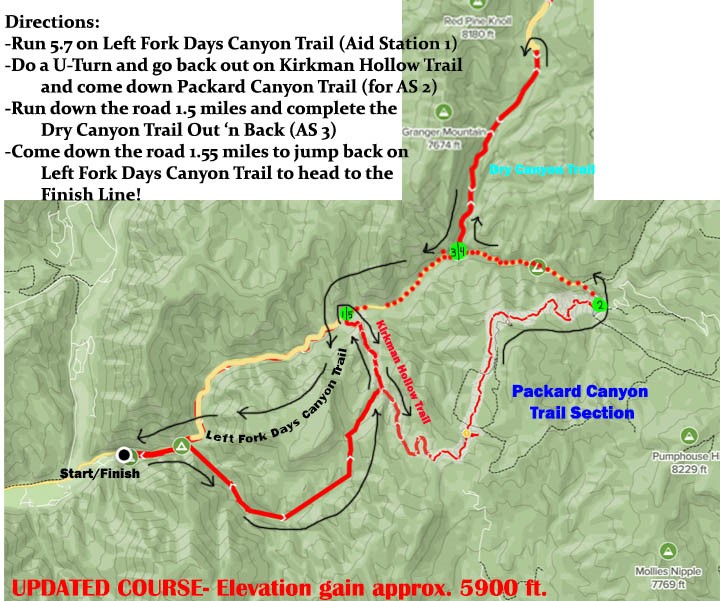 Directions:
-Run 5.7 on Left Fork Days Canyon Trail (Aid Station 1)
-Do a U-Turn and go back out on Kirkman Hollow Trail
and come down Packard Canyon Trail (for AS 2)
-Run down the road 1.5 miles and complete the
Dry Canyon Trail Out 'n Back (AS 3)
-Come down the road 1.55 miles to jump back on
Left Fork Days Canyon Trail to head to the
Finish Line!
Red Pine Knoll
8180 ft
Granger Mountain
7674 ft
Dry Canyon Trail
3|4
2
1|5
Kirkman Hollow Trail
Left Fork Days Canyon Trail
Packard Canyon
Trail Section
Start/Finish
Pumphouse H
8229 ft
Mollies Nipple
7769 ft
UPDATED COURSE- Elevation gain approx. 5900 ft.